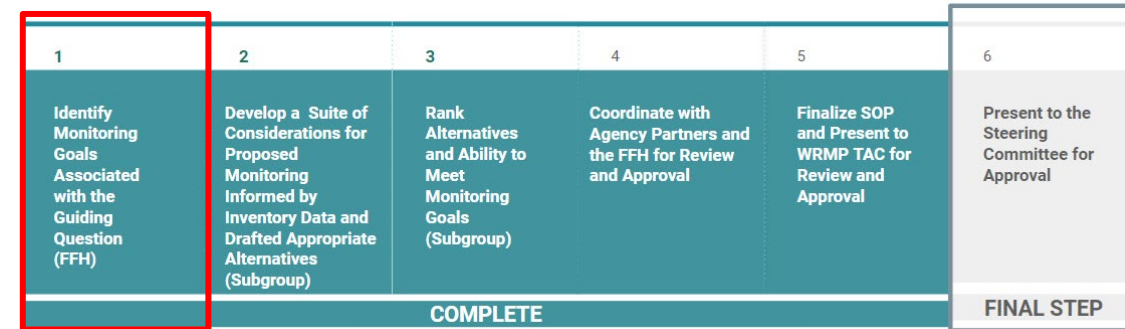 1
Identify
Monitoring
Goals
Associated
with the
Guiding
Question
(FFH)
2
Develop a Suite of
Considerations for
Proposed
Monitoring
Informed by
Inventory Data and
Drafted Appropriate
Alternatives
(Subgroup)
3
Rank
Alternatives
and Ability to
Meet
Monitoring
Goals
(Subgroup)
4
Coordinate with
Agency Partners and
the FFH for Review
and Approval
5
Finalize SOP
and Present to
WRMP TAC for
Review and
Approval
6
Present to the
Steering
Committee for
Approval
COMPLETE
FINAL STEP